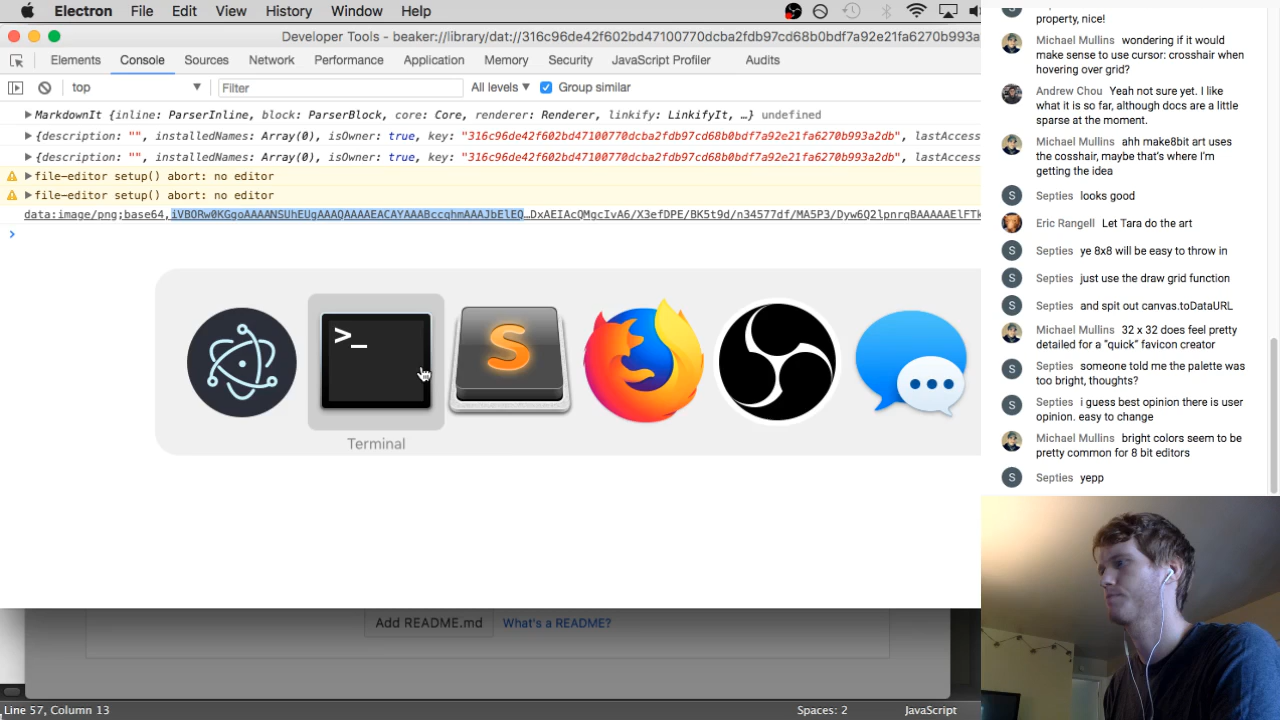 Electron File Edit View History Window Help
Developer Tools - beaker://library/dat://316c96de42f602bd47100770dcba2fdb97cd68b0bdf7a92e21fa6270b993a
Elements Console Sources Network Performance Application Memory Security JavaScript Profiler Audits
top Filter All levels Group similar
MarkdownIt {inline: ParserInline, block: ParserBlock, core: Core, renderer: Renderer, linkify: LinkifyIt, …} undefined
{description: "", installedNames: Array(0), isOwner: true, key: "316c96de42f602bd47100770dcba2fdb97cd68b0bdf7a92e21fa6270b993a2db", lastAccess
{description: "", installedNames: Array(0), isOwner: true, key: "316c96de42f602bd47100770dcba2fdb97cd68b0bdf7a92e21fa6270b993a2db", lastAccess
file-editor setup() abort: no editor
file-editor setup() abort: no editor
data:image/png;base64,iVBORw0KGgoAAAANSUhEUgAAAQAAAAEACAYAAABccqhmAAAJbElEQ…DxAEIAcQMgcIvA6/X3efDPE/BK5t9d/n34577df/MA5P3/Dyw6Q2lpnrqBAAAAAElFTk
>_
Terminal
S
Add README.md What's a README?
Line 57, Column 13 Spaces: 2 JavaScript
property, nice!
Michael Mullins wondering if it would
make sense to use cursor: crosshair when
hovering over grid?
Andrew Chou Yeah not sure yet. I like
what it is so far, although docs are a little
sparse at the moment.
Michael Mullins ahh make8bit art uses
the cosshair, maybe that's where I'm
getting the idea
S Septies looks good
Eric Rangell Let Tara do the art
S Septies ye 8x8 will be easy to throw in
S Septies just use the draw grid function
S Septies and spit out canvas.toDataURL
Michael Mullins 32 x 32 does feel pretty
detailed for a "quick" favicon creator
S Septies someone told me the palette was
too bright, thoughts?
S Septies i guess best opinion there is user
opinion. easy to change
Michael Mullins bright colors seem to be
pretty common for 8 bit editors
S Septies yepp